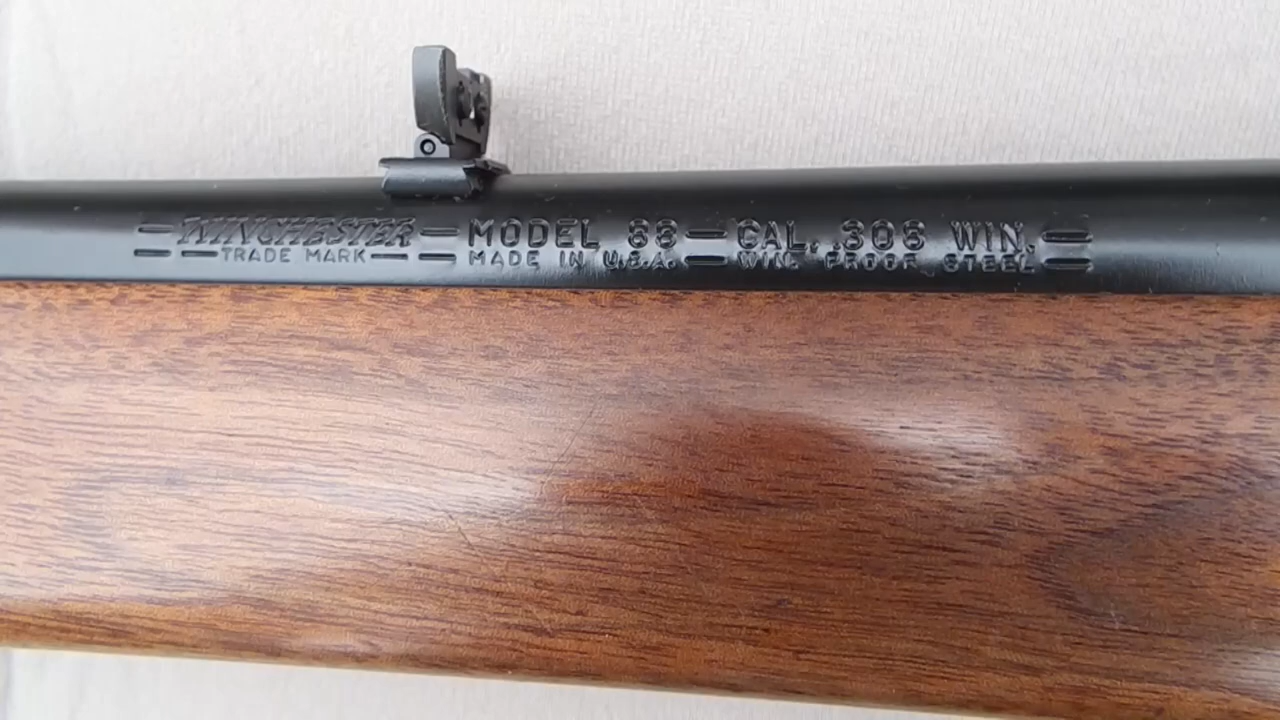 WINCHESTER MODEL 88 CAL. .308 WIN.
TRADE MARK MADE IN U.S.A. WIN. PROOF STEEL